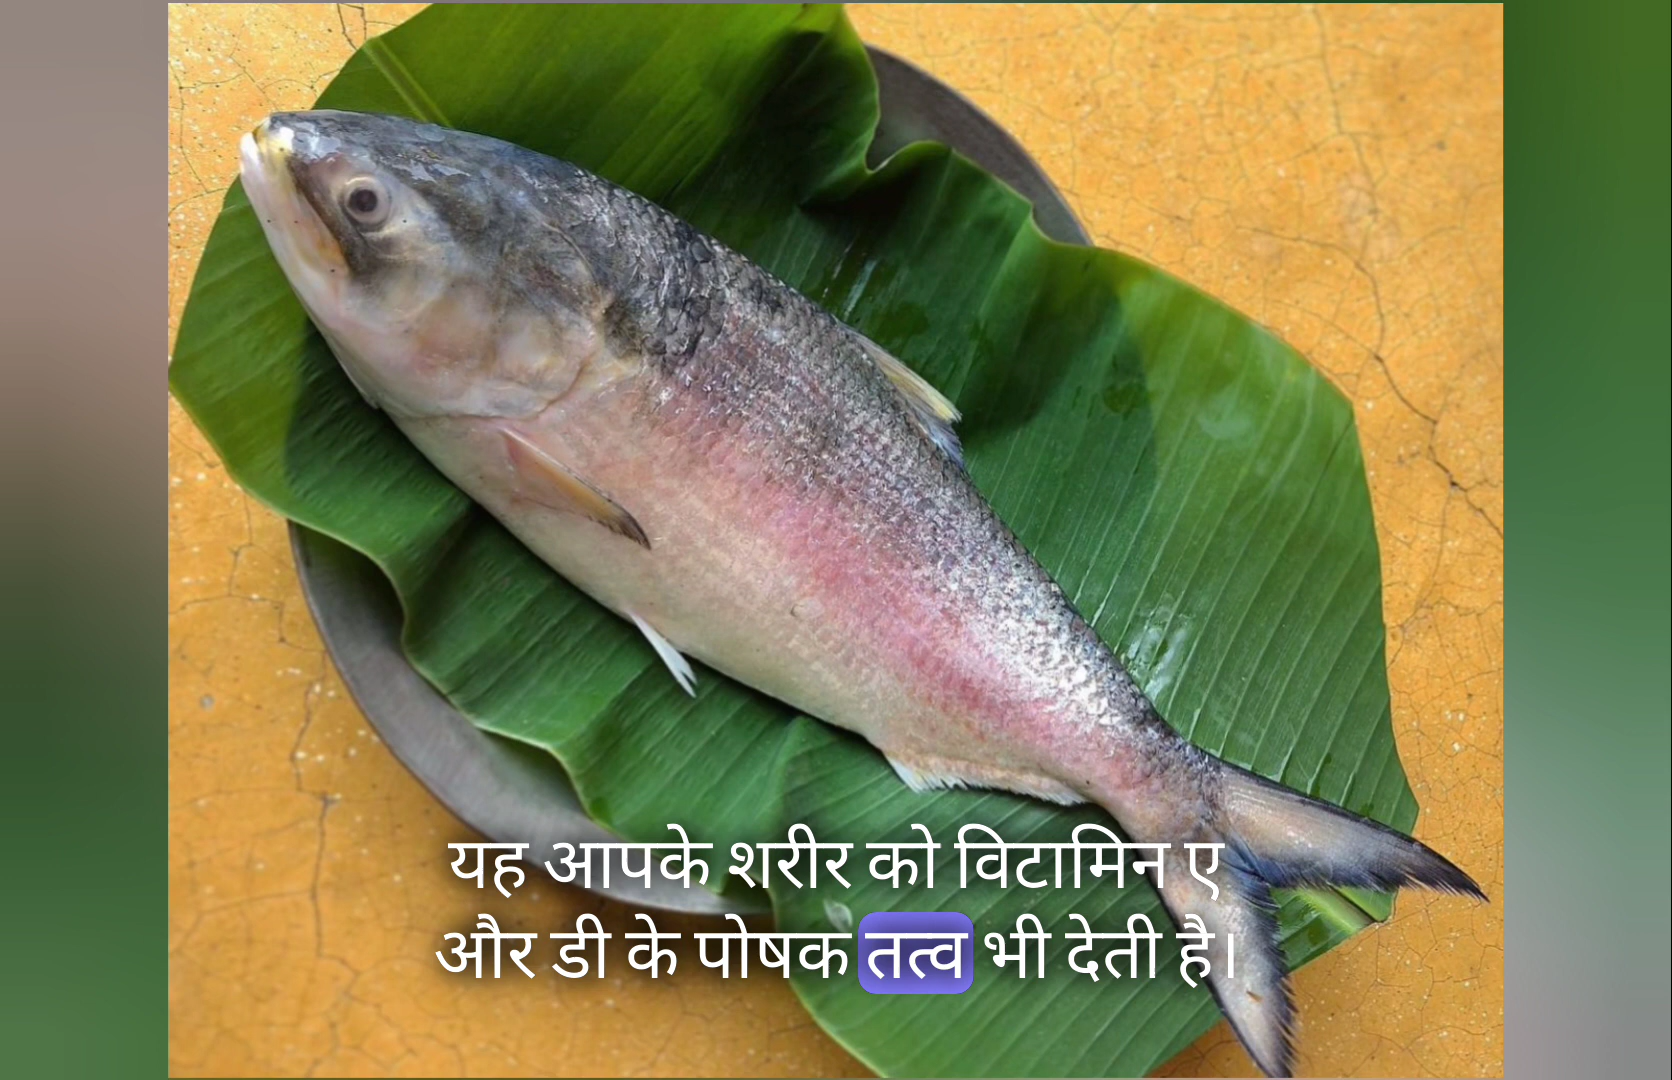 यह आपके शरीर को विटामिन ए
और डी के पोषक तत्व भी देती है।